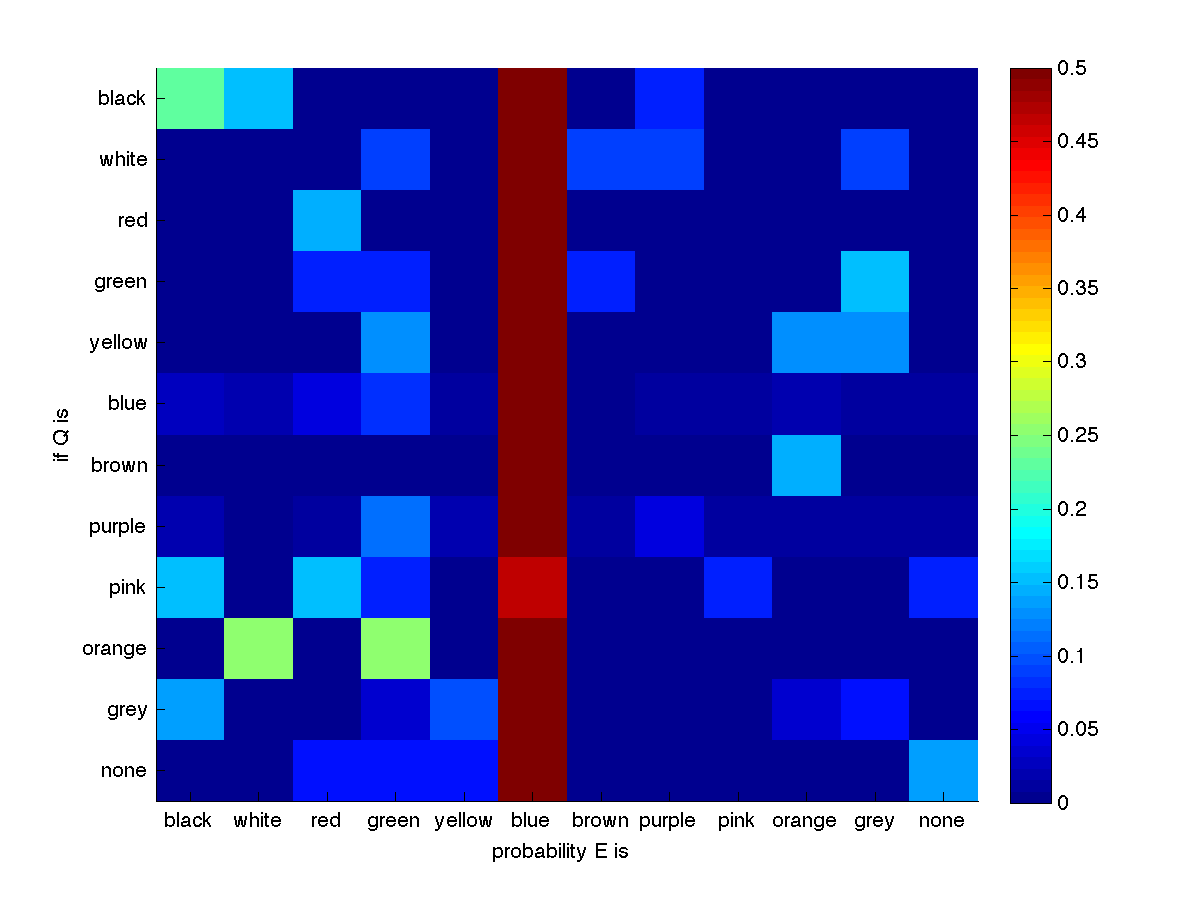 black
white
red
green
yellow
blue
brown
purple
pink
orange
grey
none
if Q is
black white red green yellow blue brown purple pink orange grey none
probability E is
0.5
0.45
0.4
0.35
0.3
0.25
0.2
0.15
0.1
0.05
0